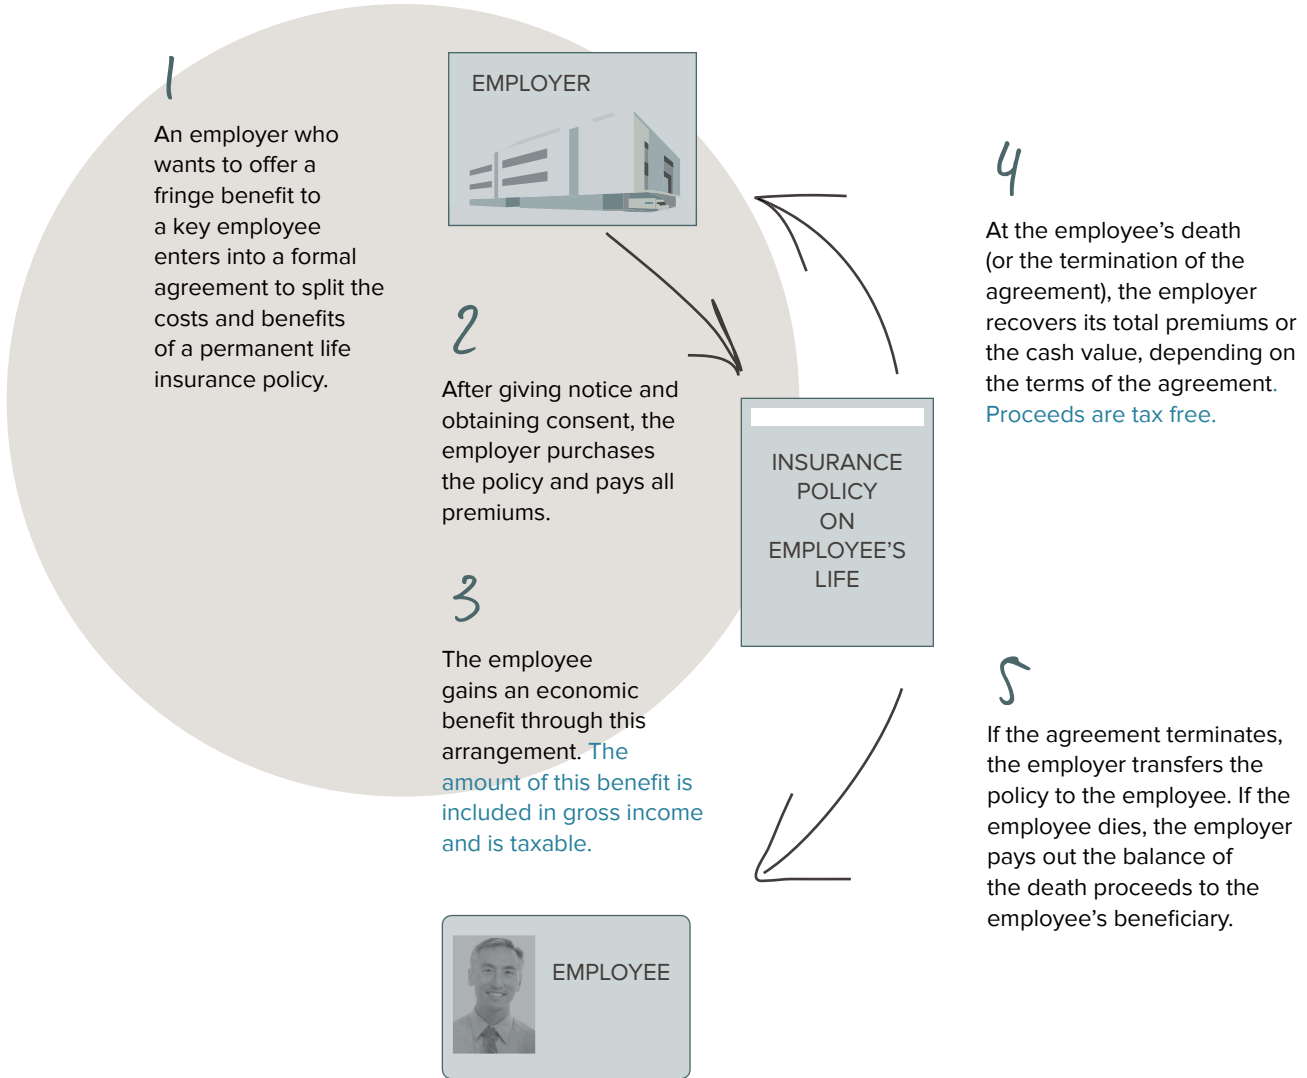 1
An employer who
wants to offer a
fringe benefit to
a key employee
enters into a formal
agreement to split the
costs and benefits
of a permanent life
insurance policy.
EMPLOYER
2
After giving notice and
obtaining consent, the
employer purchases
the policy and pays all
premiums.
3
The employee
gains an economic
benefit through this
arrangement. The
amount of this benefit is
included in gross income
and is taxable.
INSURANCE
POLICY
ON
EMPLOYEE’S
LIFE
4
At the employee’s death
(or the termination of the
agreement), the employer
recovers its total premiums or
the cash value, depending on
the terms of the agreement.
Proceeds are tax free.
5
If the agreement terminates,
the employer transfers the
policy to the employee. If the
employee dies, the employer
pays out the balance of
the death proceeds to the
employee’s beneficiary.
EMPLOYEE